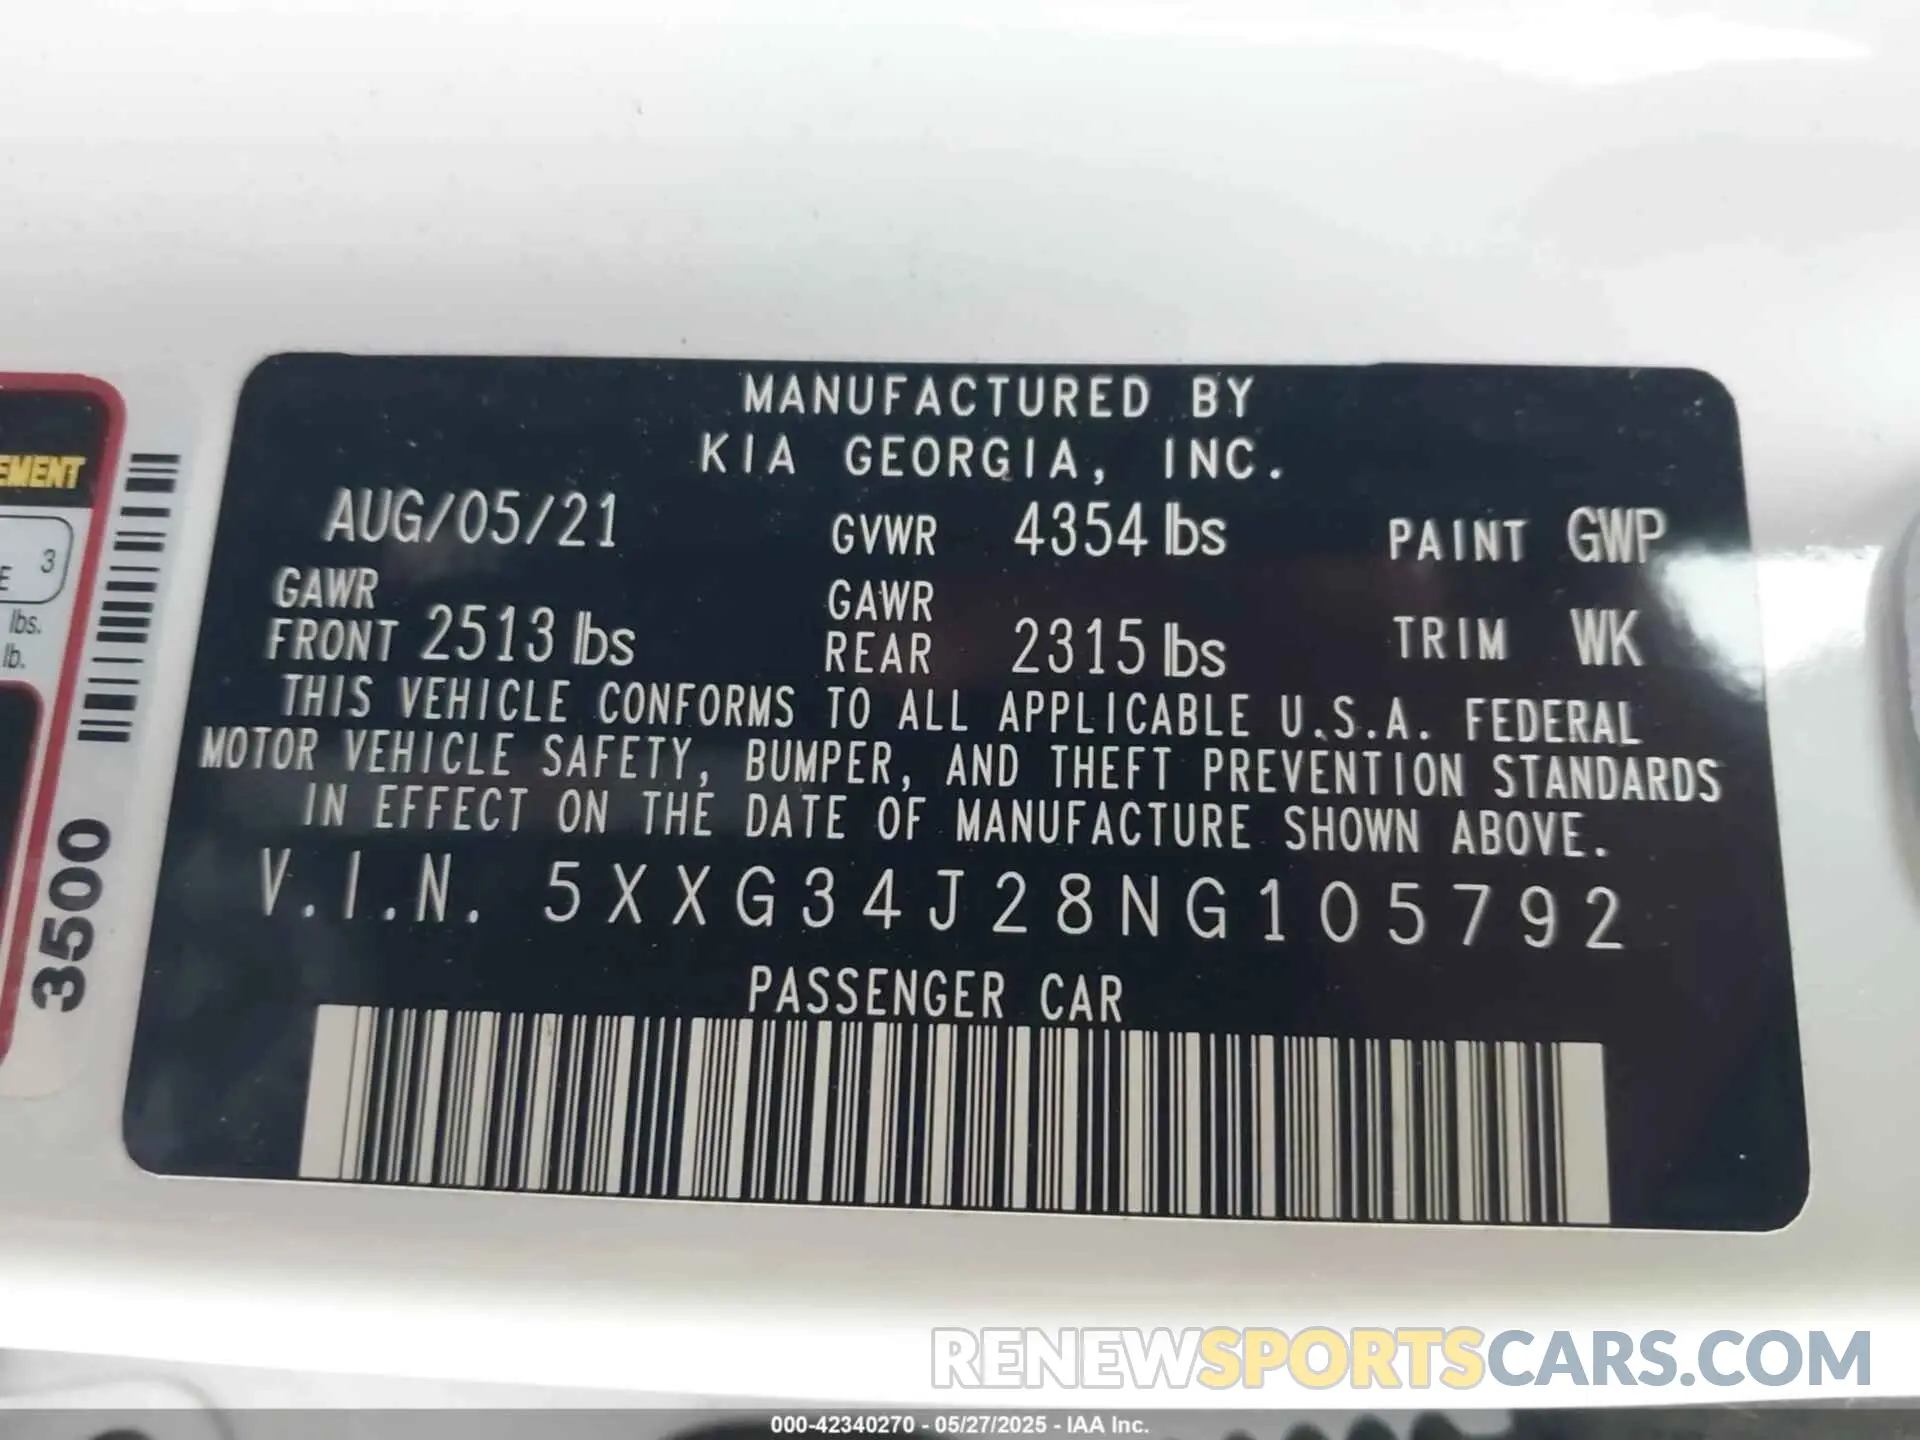 MANUFACTURED BY
KIA GEORGIA, INC.
AUG/05/21 GVWR 4354 lbs PAINT GWP
GAWR FRONT 2513 lbs GAWR REAR 2315 lbs TRIM WK
THIS VEHICLE CONFORMS TO ALL APPLICABLE U.S.A. FEDERAL
MOTOR VEHICLE SAFETY, BUMPER, AND THEFT PREVENTION STANDARDS
IN EFFECT ON THE DATE OF MANUFACTURE SHOWN ABOVE.
V.I.N. 5XXG34J28NG105792
PASSENGER CAR
EMENT
E 3
lbs.
lb.
3500
RENEWSPORTSCARS.COM
000-42340270 - 05/27/2025 - IAA Inc.